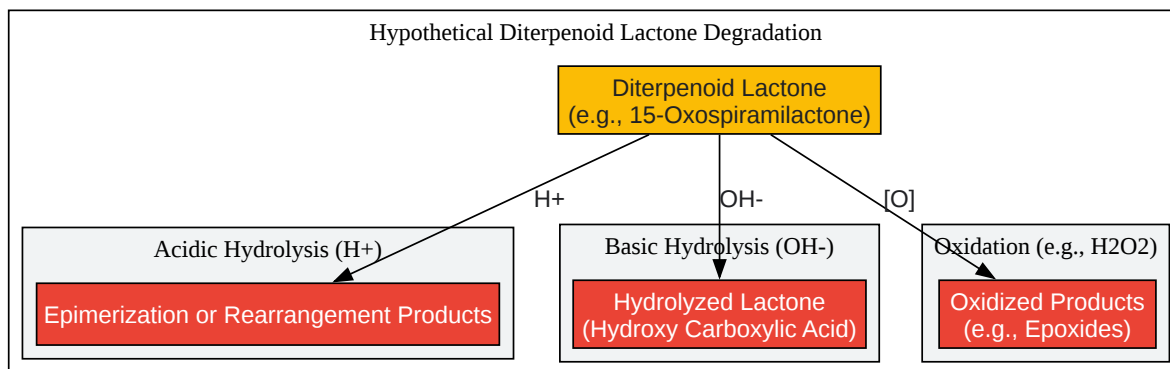 Hypothetical Diterpenoid Lactone Degradation
Diterpenoid Lactone
(e.g., 15-Oxospiramilactone)
H+
OH-
[O]
Acidic Hydrolysis (H+)
Basic Hydrolysis (OH-)
Oxidation (e.g., H2O2)
Epimerization or Rearrangement Products
Hydrolyzed Lactone
(Hydroxy Carboxylic Acid)
Oxidized Products
(e.g., Epoxides)